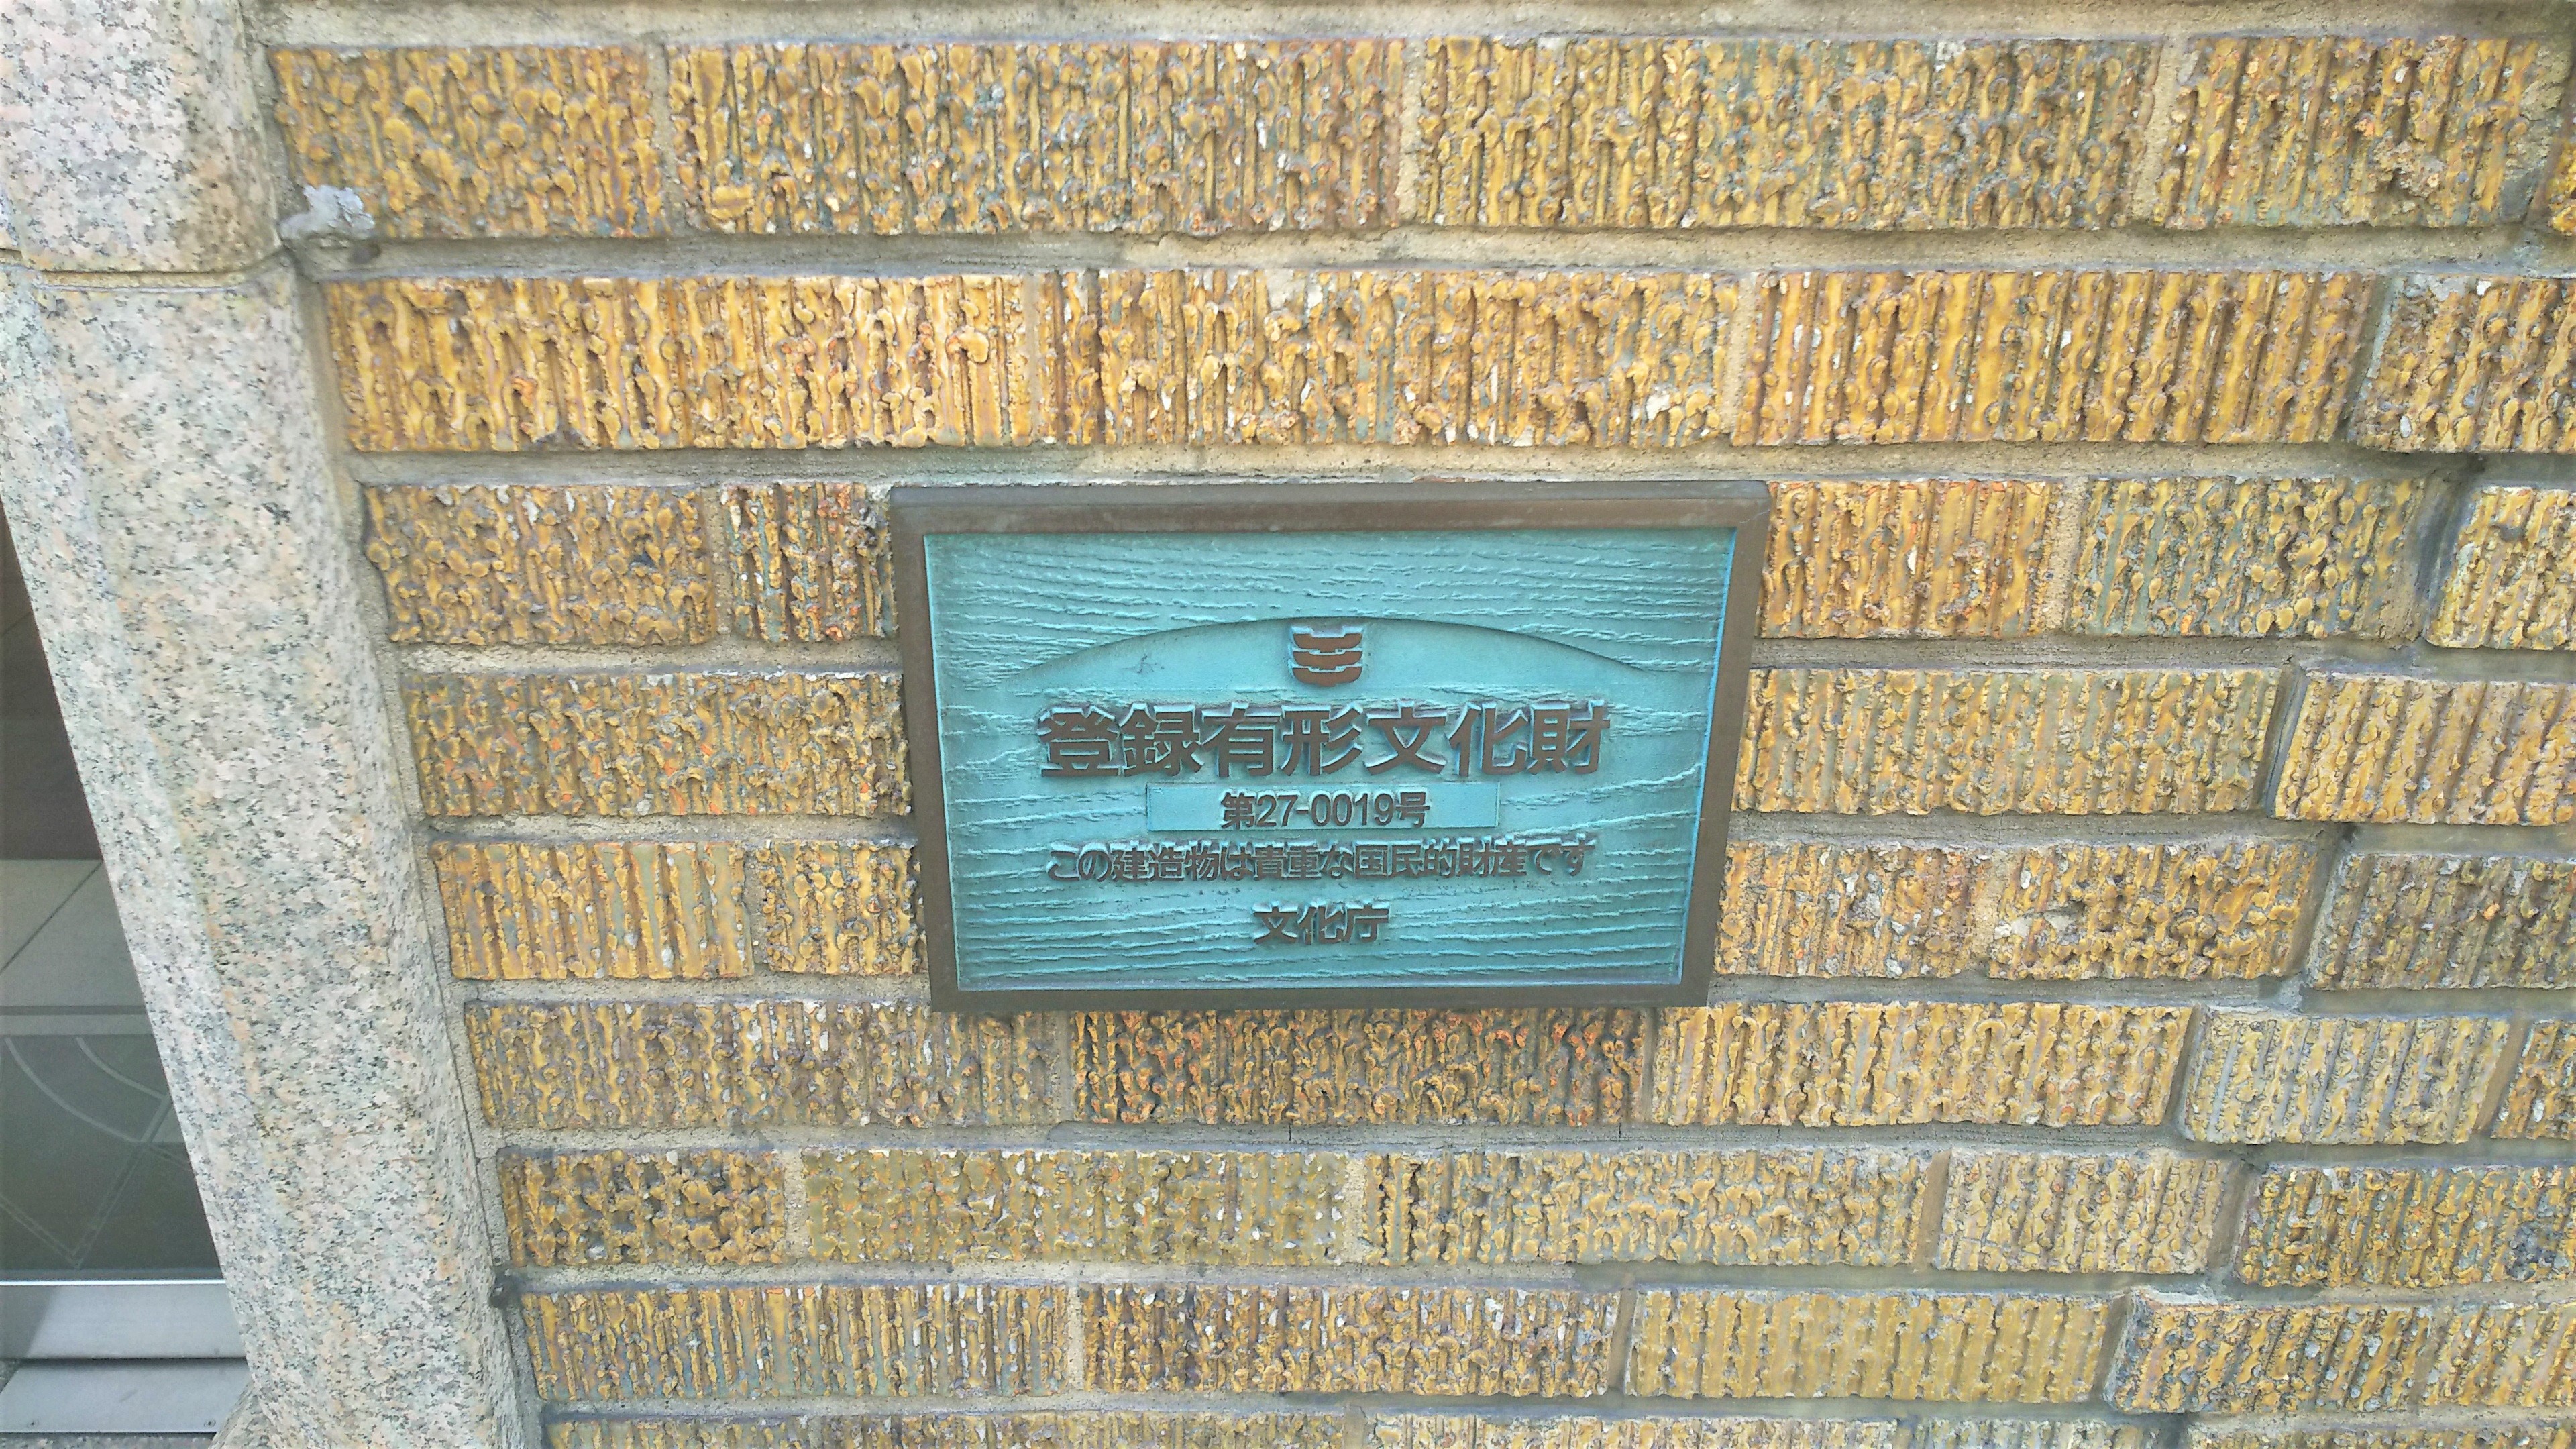 登録有形文化財
第27-0019号
この建造物は貴重な国民的財産です
文化庁